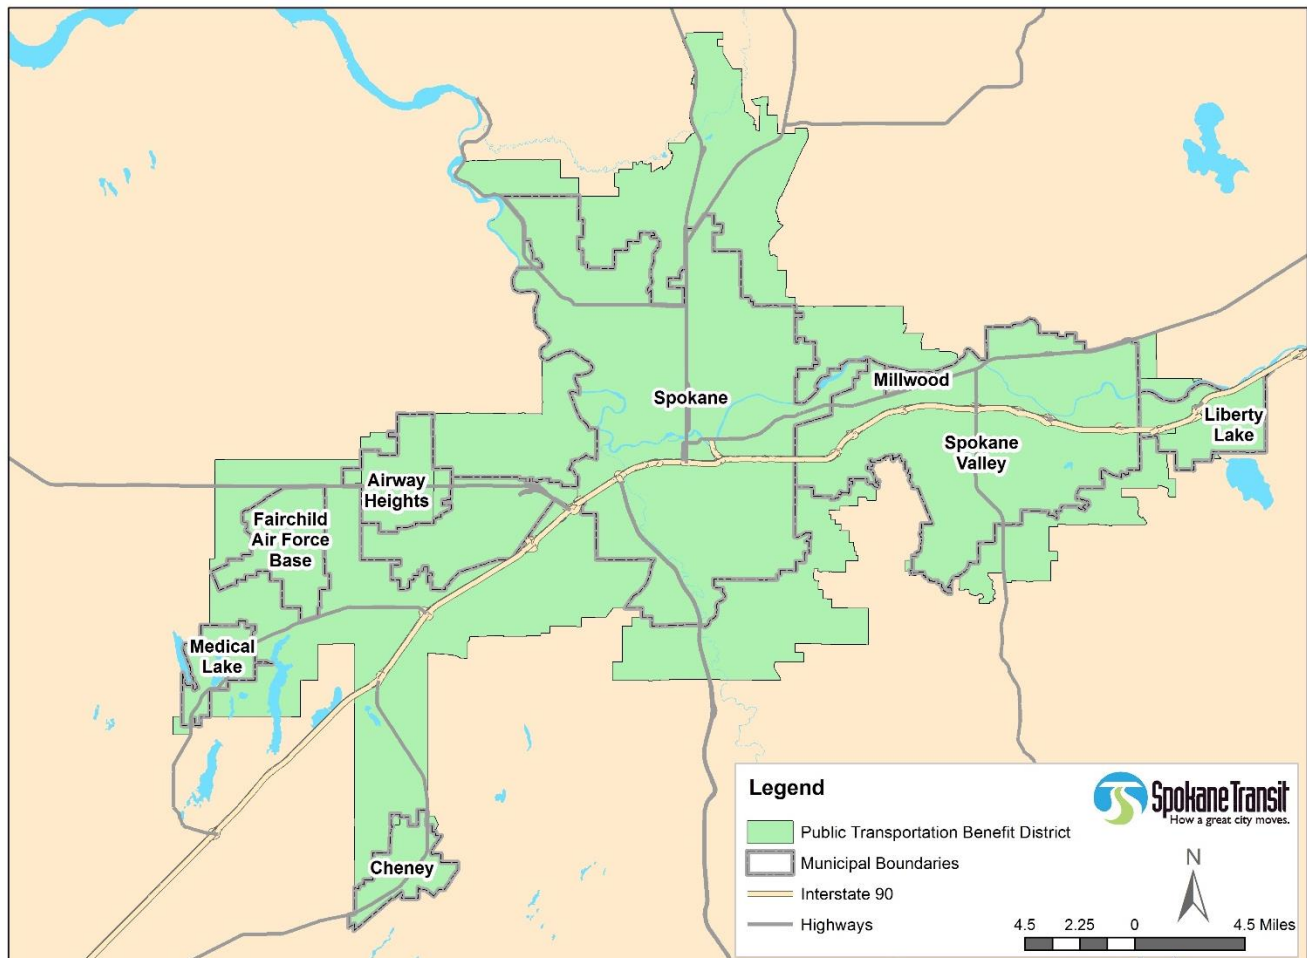 Spokane
Millwood
Liberty
Lake
Spokane
Valley
Airway
Heights
Fairchild
Air Force
Base
Medical
Lake
Cheney
Legend
SpokaneTransit
How a great city moves.
Public Transportation Benefit District
Municipal Boundaries
Interstate 90
Highways
N
4.5 2.25 0 4.5 Miles